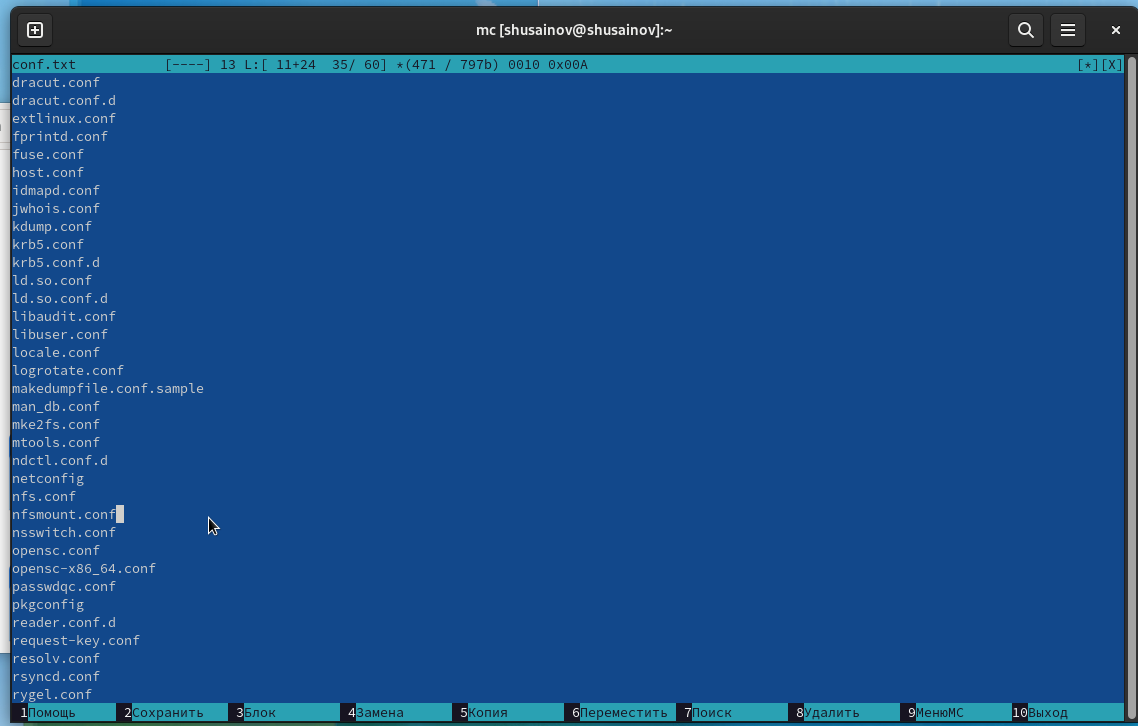 mc [shusainov@shusainov]:~
conf.txt [----] 13 L:[ 11+24 35/ 60] *(471 / 797b) 0010 0x00A [*][X]
dracut.conf
dracut.conf.d
extlinux.conf
fprintd.conf
fuse.conf
host.conf
idmapd.conf
jwhois.conf
kdump.conf
krb5.conf
krb5.conf.d
ld.so.conf
ld.so.conf.d
libaudit.conf
libuser.conf
locale.conf
logrotate.conf
makedumpfile.conf.sample
man_db.conf
mke2fs.conf
mtools.conf
ndctl.conf.d
netconfig
nfs.conf
nfsmount.conf
nsswitch.conf
opensc.conf
opensc-x86_64.conf
passwdqc.conf
pkgconfig
reader.conf.d
request-key.conf
resolv.conf
rsyncd.conf
rygel.conf
1Помощь 2Сохранить 3Блок 4Замена 5Копия 6Переместить 7Поиск 8Удалить 9МенюMC 10Выход